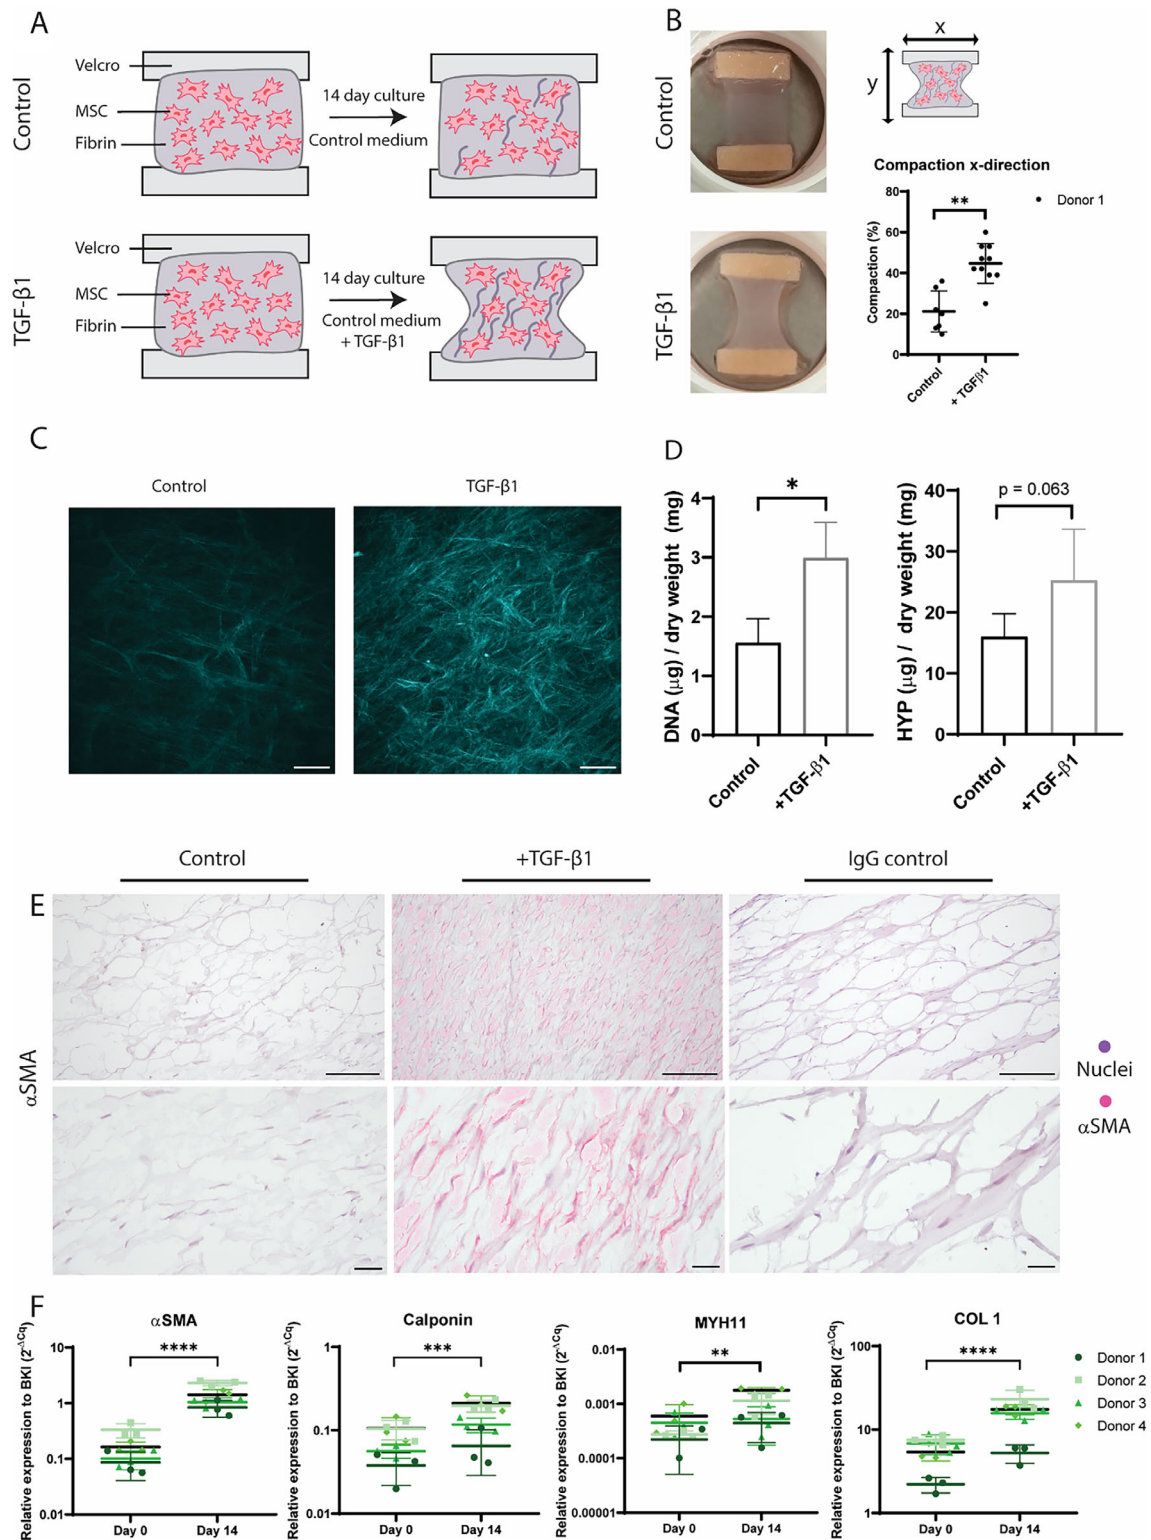 A
Control
Velcro
MSC
Fibrin
14 day culture
Control medium
TGF-β1
Velcro
MSC
Fibrin
14 day culture
Control medium
+ TGF-β1
B
Control
TGF-β1
x
y
Compaction x-direction
Compaction (%)
80
60
40
20
0
**
Control
+ TGFβ1
Donor 1
C
Control
TGF-β1
D
DNA (μg) / dry weight (mg)
4
3
2
1
0
*
Control
+TGF-β1
HYP (μg) / dry weight (mg)
40
30
20
10
0
p = 0.063
Control
+TGF-β1
Control
+TGF-β1
IgG control
E
αSMA
Nuclei
αSMA
F
αSMA
Relative expression to BKI (2^-ΔCq)
10
1
0.1
0.01
****
Day 0
Day 14
Calponin
Relative expression to BKI (2^-ΔCq)
1
0.1
0.01
***
Day 0
Day 14
MYH11
Relative expression to BKI (2^-ΔCq)
0.01
0.001
0.0001
0.00001
**
Day 0
Day 14
COL 1
Relative expression to BKI (2^-ΔCq)
100
10
1
****
Day 0
Day 14
Donor 1
Donor 2
Donor 3
Donor 4